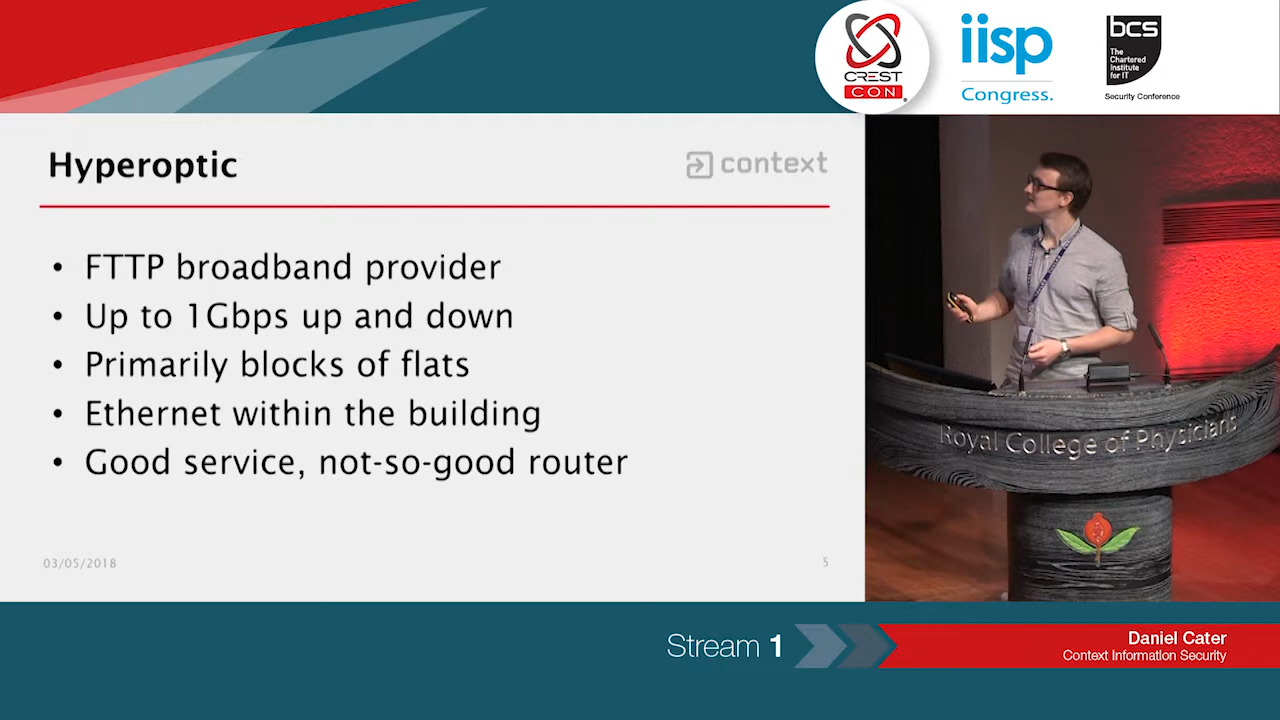 CREST
CON
iisp
Congress.
bcs
The
Chartered
Institute
for IT
Security Conference
Hyperoptic
context
• FTTP broadband provider
• Up to 1Gbps up and down
• Primarily blocks of flats
• Ethernet within the building
• Good service, not-so-good router
03/05/2018
5
Royal College of Physicians
Stream 1
Daniel Cater
Context Information Security